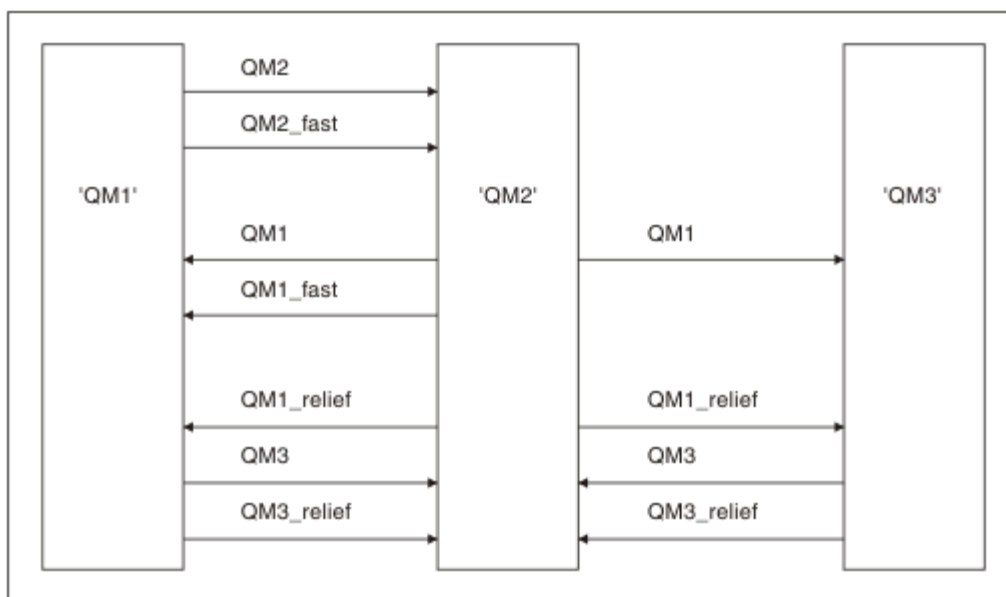 QM2
QM2_fast
'QM1'
'QM2'
'QM3'
QM1
QM1
QM1_fast
QM1_relief
QM1_relief
QM3
QM3
QM3_relief
QM3_relief